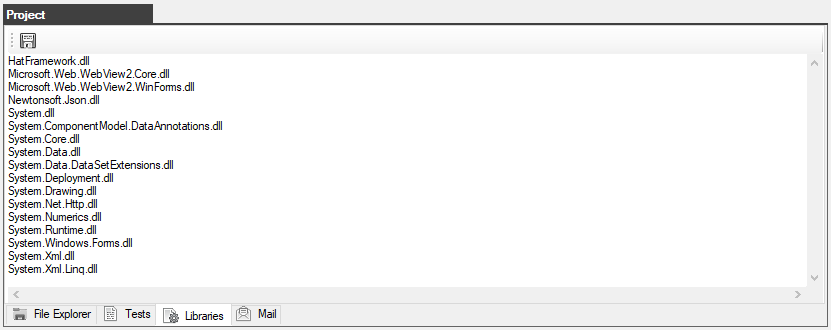 Project
HatFramework.dll
Microsoft.Web.WebView2.Core.dll
Microsoft.Web.WebView2.WinForms.dll
Newtonsoft.Json.dll
System.dll
System.ComponentModel.DataAnnotations.dll
System.Core.dll
System.Data.dll
System.Data.DataSetExtensions.dll
System.Deployment.dll
System.Drawing.dll
System.Net.Http.dll
System.Numerics.dll
System.Runtime.dll
System.Windows.Forms.dll
System.Xml.dll
System.Xml.Linq.dll
File Explorer Tests Libraries Mail